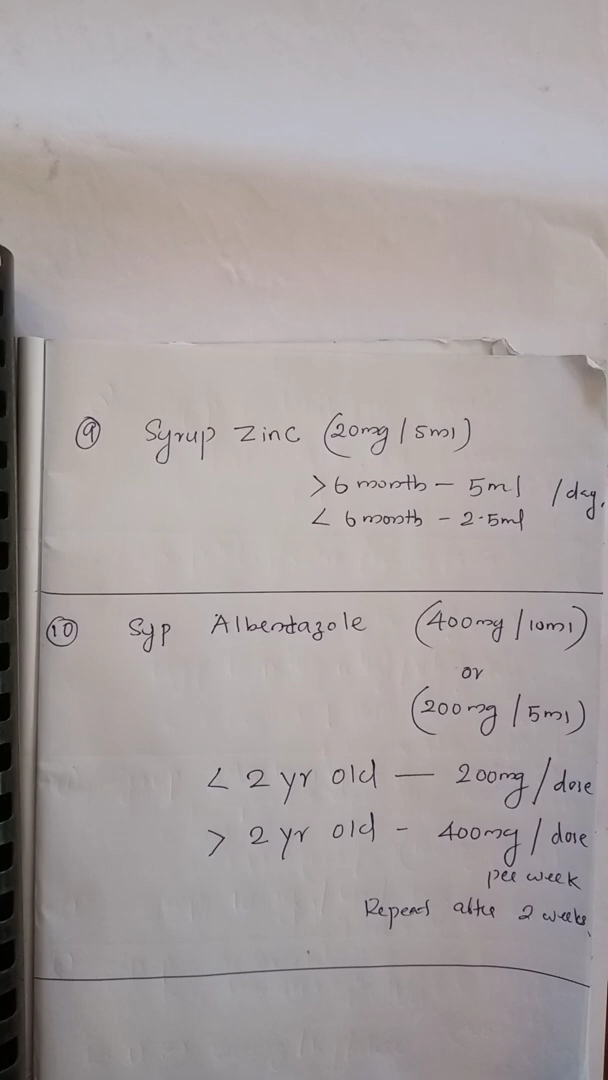 9 Syrup Zinc (20mg/5ml)
>6 month - 5ml /day.
< 6 month - 2.5ml
10 Syp Albendazole (400mg/10ml)
or
(200mg/5ml)
< 2 yr old — 200mg/dose
> 2 yr old - 400mg/dose
per week
Repeat after 2 weeks.